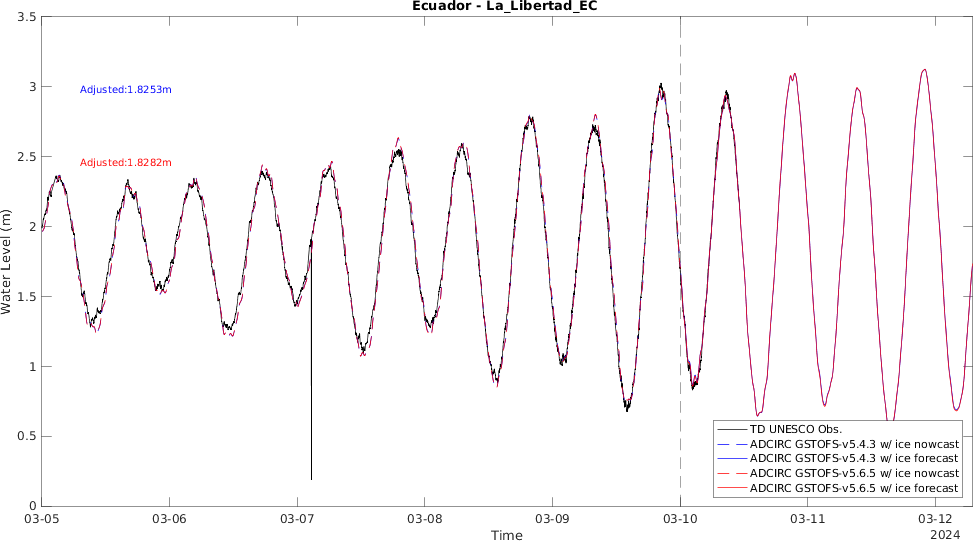 Ecuador - La_Libertad_EC
3.5
3
2.5
2
1.5
1
0.5
0
Water Level (m)
Adjusted:1.8253m
Adjusted:1.8282m
TD UNESCO Obs.
ADCIRC GSTOFS-v5.4.3 w/ ice nowcast
ADCIRC GSTOFS-v5.4.3 w/ ice forecast
ADCIRC GSTOFS-v5.6.5 w/ ice nowcast
ADCIRC GSTOFS-v5.6.5 w/ ice forecast
03-05 03-06 03-07 03-08 03-09 03-10 03-11 03-12
Time
2024